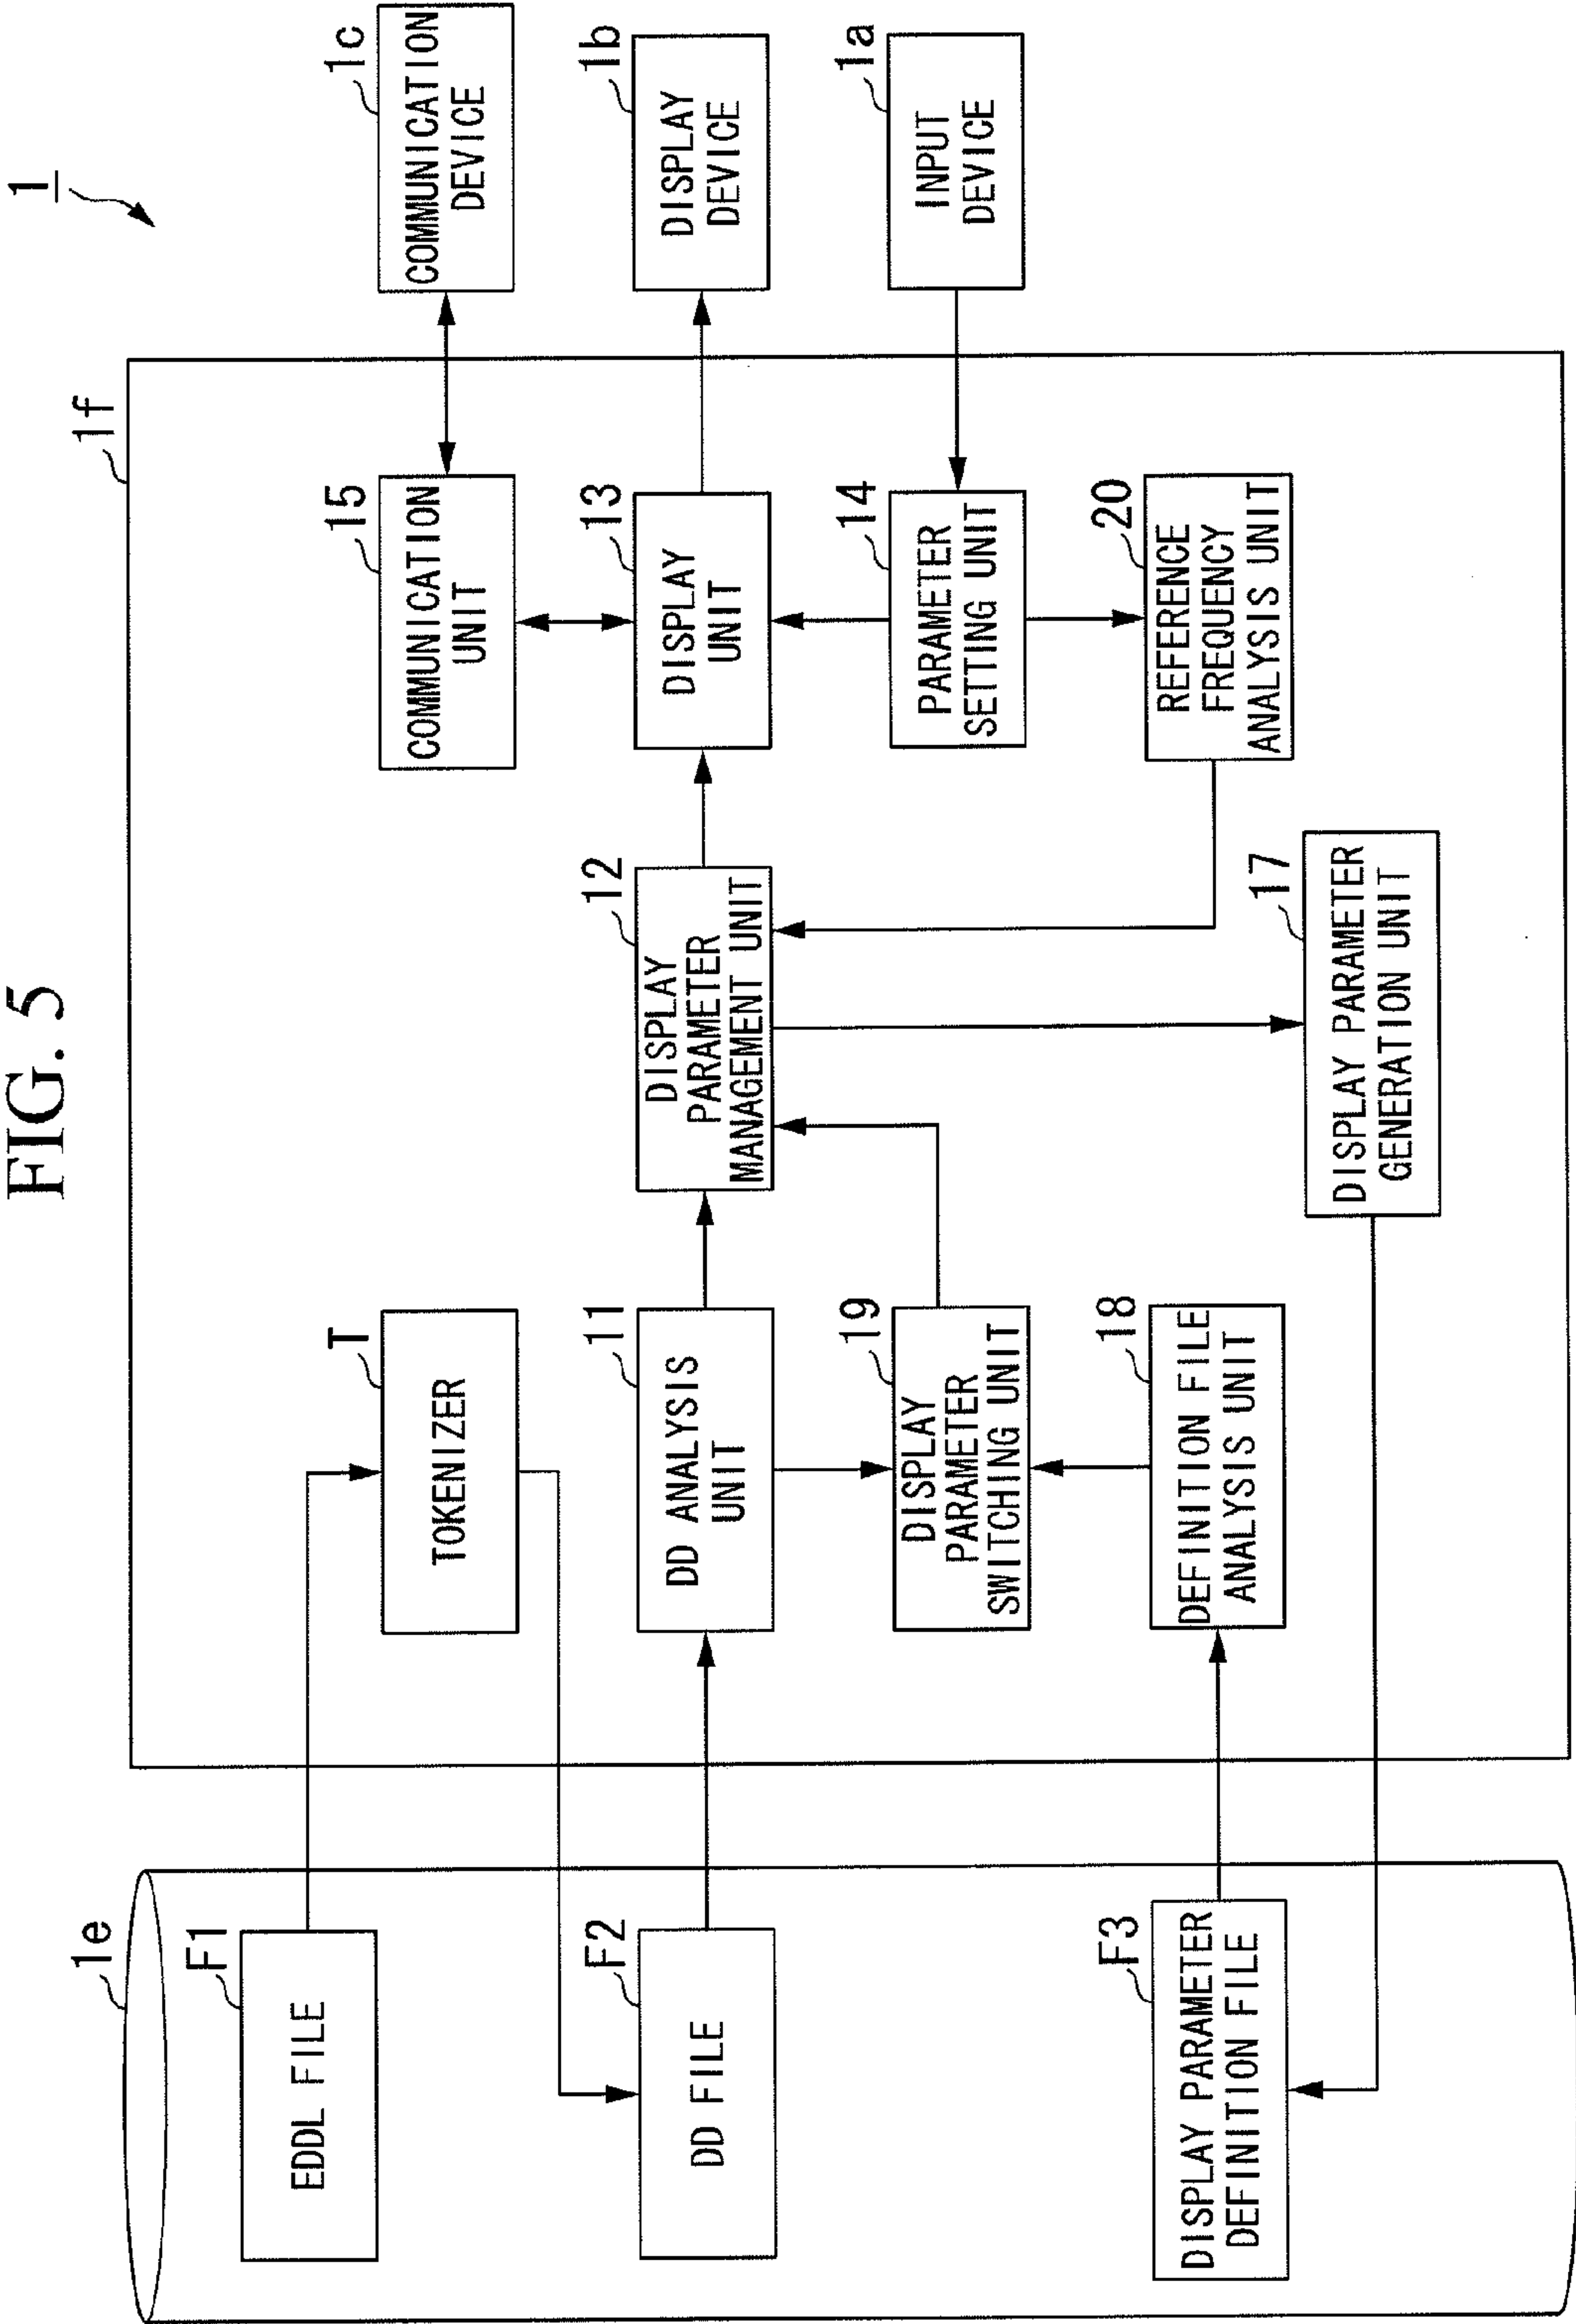 FIG. 5
1
1e
F1
EDDL FILE
F2
DD FILE
F3
DISPLAY PARAMETER
DEFINITION FILE
1f
T
TOKENIZER
11
DD ANALYSIS
UNIT
19
DISPLAY
PARAMETER
SWITCHING UNIT
18
DEFINITION FILE
ANALYSIS UNIT
12
DISPLAY
PARAMETER
MANAGEMENT UNIT
17
DISPLAY PARAMETER
GENERATION UNIT
15
COMMUNICATION
UNIT
13
DISPLAY
UNIT
14
PARAMETER
SETTING UNIT
20
REFERENCE
FREQUENCY
ANALYSIS UNIT
1c
COMMUNICATION
DEVICE
1b
DISPLAY
DEVICE
1a
INPUT
DEVICE